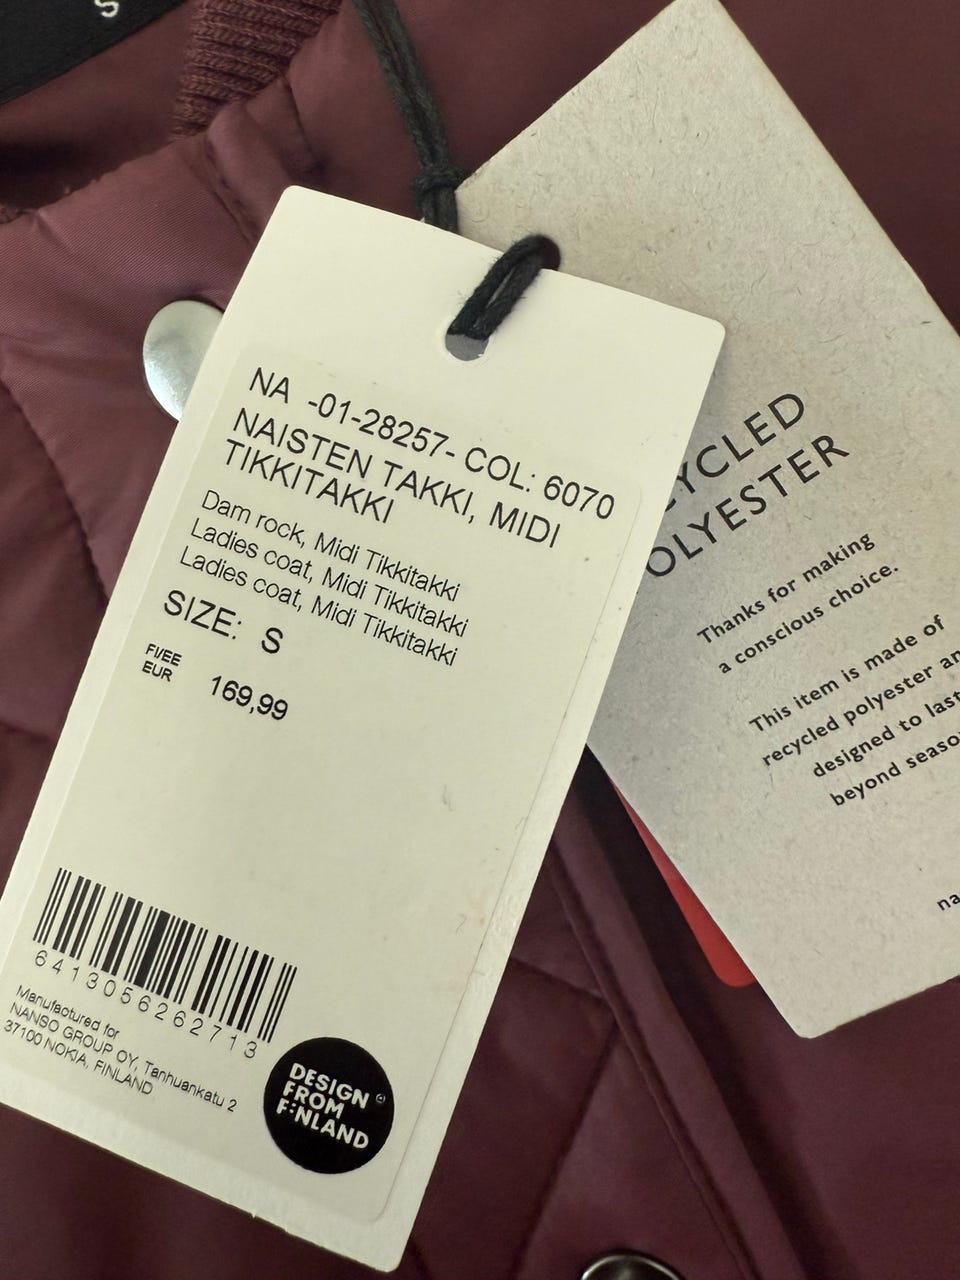 S
NA -01-28257- COL: 6070
NAISTEN TAKKI, MIDI
TIKKITAKKI
Dam rock, Midi Tikkitakki
Ladies coat, Midi Tikkitakki
Ladies coat, Midi Tikkitakki
SIZE: S
FI/EE
EUR 169,99
6413056262713
Manufactured for
NANSO GROUP OY, Tanhuankatu 2
37100 NOKIA, FINLAND
DESIGN
FROM
FINLAND
CYCLED
OLYESTER
Thanks for making
a conscious choice.
This item is made of
recycled polyester an
designed to last
beyond seaso
na